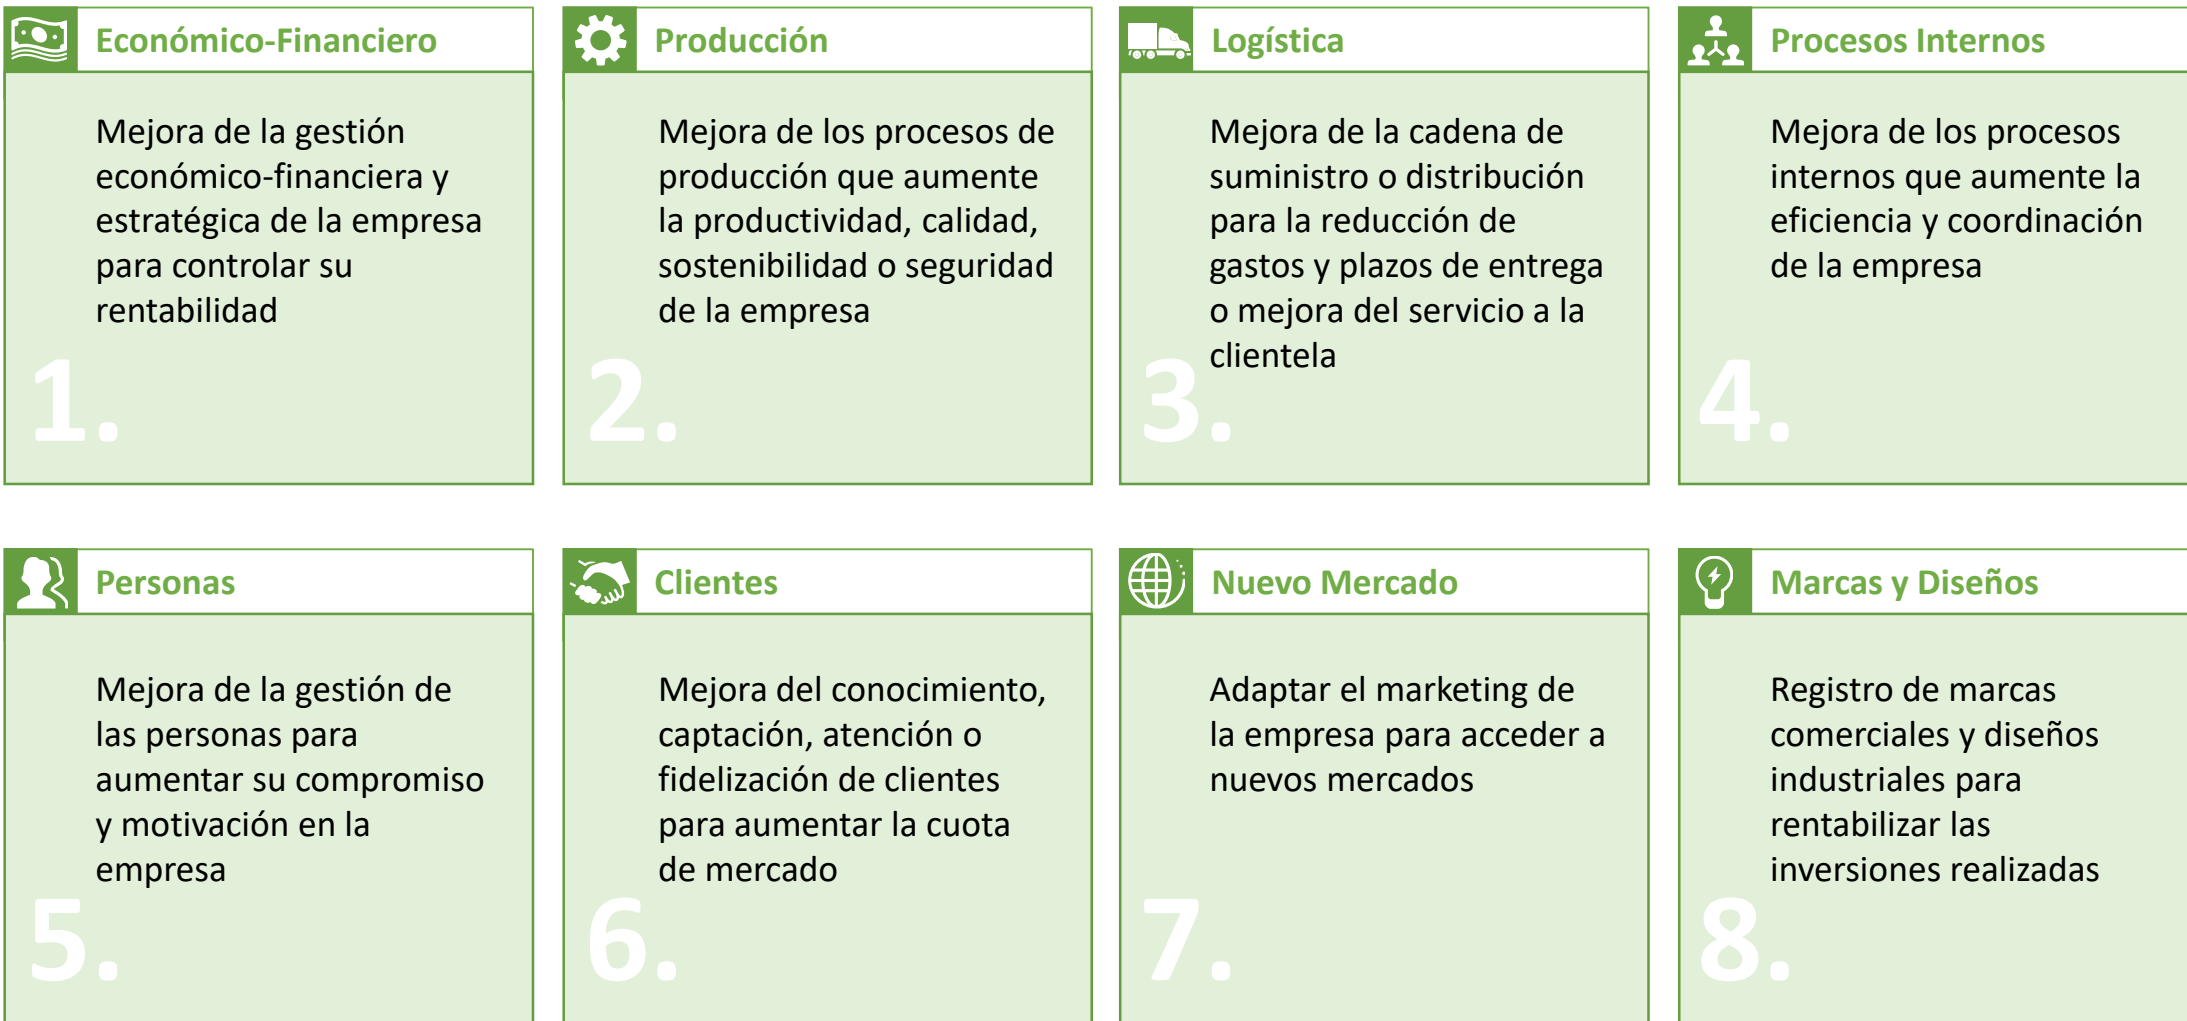 Económico-Financiero
Mejora de la gestión
económico-financiera y
estratégica de la empresa
para controlar su
rentabilidad
1.
Producción
Mejora de los procesos de
producción que aumente
la productividad, calidad,
sostenibilidad o seguridad
de la empresa
2.
Logística
Mejora de la cadena de
suministro o distribución
para la reducción de
gastos y plazos de entrega
o mejora del servicio a la
clientela
3.
Procesos Internos
Mejora de los procesos
internos que aumente la
eficiencia y coordinación
de la empresa
4.
Personas
Mejora de la gestión de
las personas para
aumentar su compromiso
y motivación en la
empresa
5.
Clientes
Mejora del conocimiento,
captación, atención o
fidelización de clientes
para aumentar la cuota
de mercado
6.
Nuevo Mercado
Adaptar el marketing de
la empresa para acceder a
nuevos mercados
7.
Marcas y Diseños
Registro de marcas
comerciales y diseños
industriales para
rentabilizar las
inversiones realizadas
8.